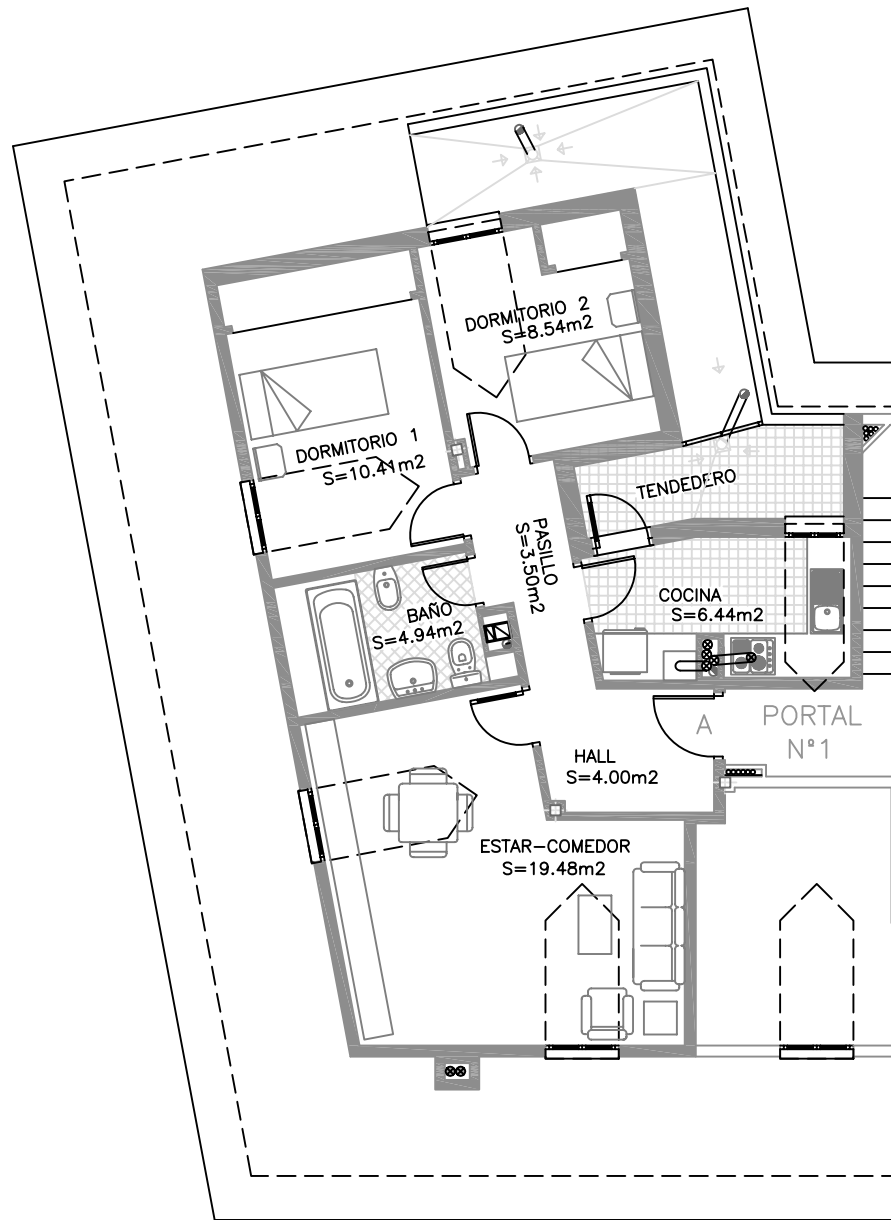 DORMITORIO 2
S=8.54m2
DORMITORIO 1
S=10.41m2
TENDEDERO
PASILLO
S=3.50m2
COCINA
S=6.44m2
BAÑO
S=4.94m2
A
PORTAL
Nº1
HALL
S=4.00m2
ESTAR-COMEDOR
S=19.48m2